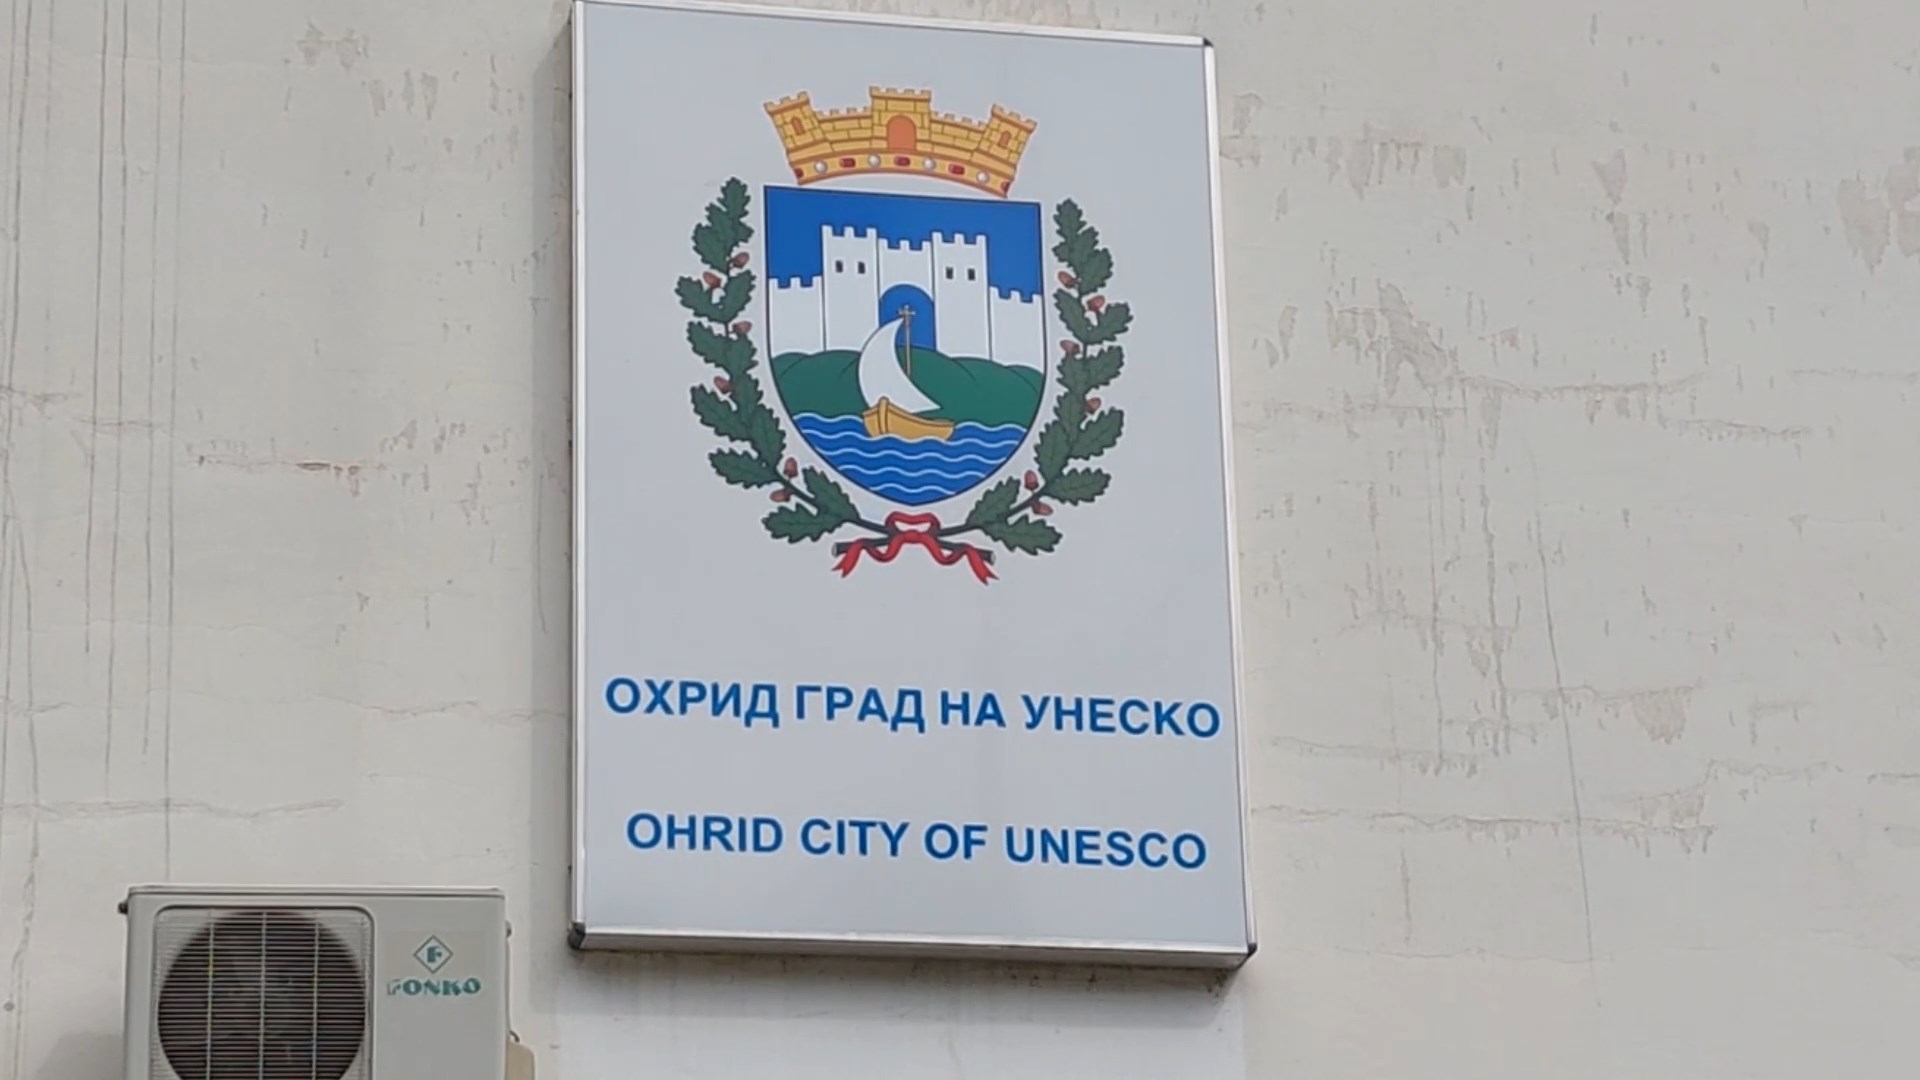 ОХРИД ГРАД НА УНЕСКО
OHRID CITY OF UNESCO
F
FONKO